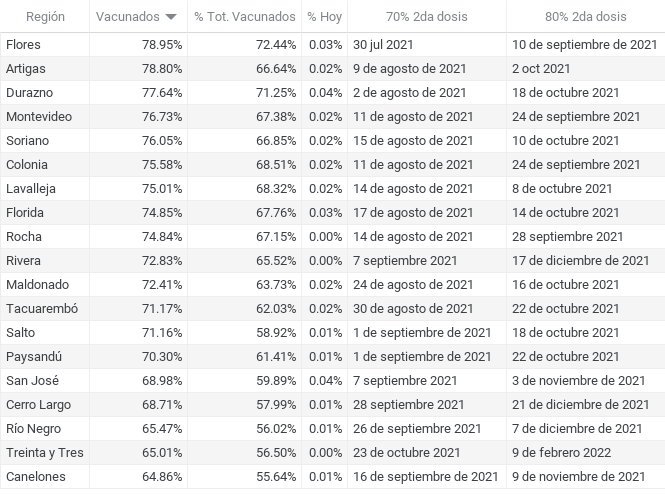 Región Vacunados % Tot. Vacunados % Hoy 70% 2da dosis 80% 2da dosis
Flores 78.95% 72.44% 0.03% 30 jul 2021 10 de septiembre de 2021
Artigas 78.80% 66.64% 0.02% 9 de agosto de 2021 2 oct 2021
Durazno 77.64% 71.25% 0.04% 2 de agosto de 2021 18 de octubre de 2021
Montevideo 76.73% 67.38% 0.02% 11 de agosto de 2021 24 de septiembre de 2021
Soriano 76.05% 66.85% 0.02% 15 de agosto de 2021 10 de octubre de 2021
Colonia 75.58% 68.51% 0.02% 11 de agosto de 2021 24 de septiembre de 2021
Lavalleja 75.01% 68.32% 0.02% 14 de agosto de 2021 8 de octubre de 2021
Florida 74.85% 67.76% 0.03% 17 de agosto de 2021 14 de octubre de 2021
Rocha 74.84% 67.15% 0.00% 14 de agosto de 2021 28 septiembre de 2021
Rivera 72.83% 65.52% 0.00% 7 septiembre de 2021 17 de diciembre de 2021
Maldonado 72.41% 63.73% 0.02% 24 de agosto de 2021 16 de octubre de 2021
Tacuarembó 71.17% 62.03% 0.02% 30 de agosto de 2021 22 de octubre de 2021
Salto 71.16% 58.92% 0.01% 1 de septiembre de 2021 18 de octubre de 2021
Paysandú 70.30% 61.41% 0.01% 1 de septiembre de 2021 22 de octubre de 2021
San José 68.98% 59.89% 0.04% 7 septiembre de 2021 3 de noviembre de 2021
Cerro Largo 68.71% 57.99% 0.01% 28 septiembre de 2021 21 de diciembre de 2021
Río Negro 65.47% 56.02% 0.01% 26 de septiembre de 2021 7 de diciembre de 2021
Treinta y Tres 65.01% 56.50% 0.00% 23 de octubre de 2021 9 de febrero 2022
Canelones 64.86% 55.64% 0.01% 16 de septiembre de 2021 9 de noviembre de 2021